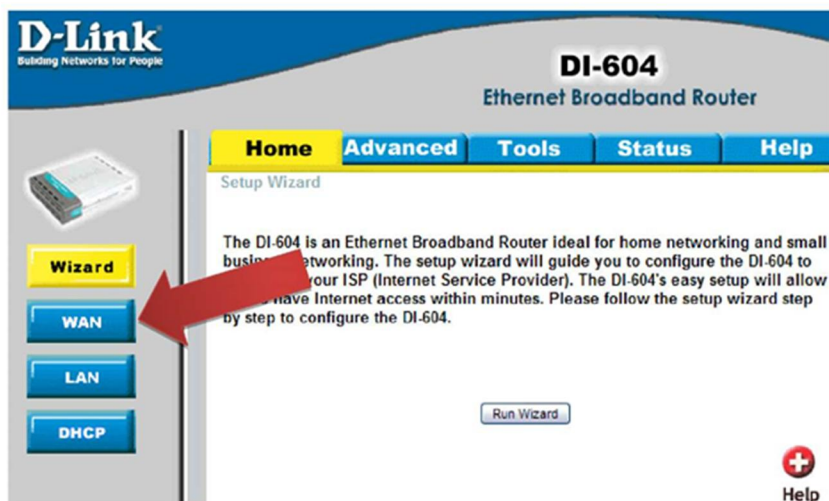 D-Link
Building Networks for People
DI-604
Ethernet Broadband Router
Home Advanced Tools Status Help
Setup Wizard
The DI-604 is an Ethernet Broadband Router ideal for home networking and small
working. The setup wizard will guide you to configure the DI-604 to
your ISP (Internet Service Provider). The DI-604's easy setup will allow
have Internet access within minutes. Please follow the setup wizard step
by step to configure the DI-604.
Wizard
WAN
LAN
DHCP
Run Wizard
Help